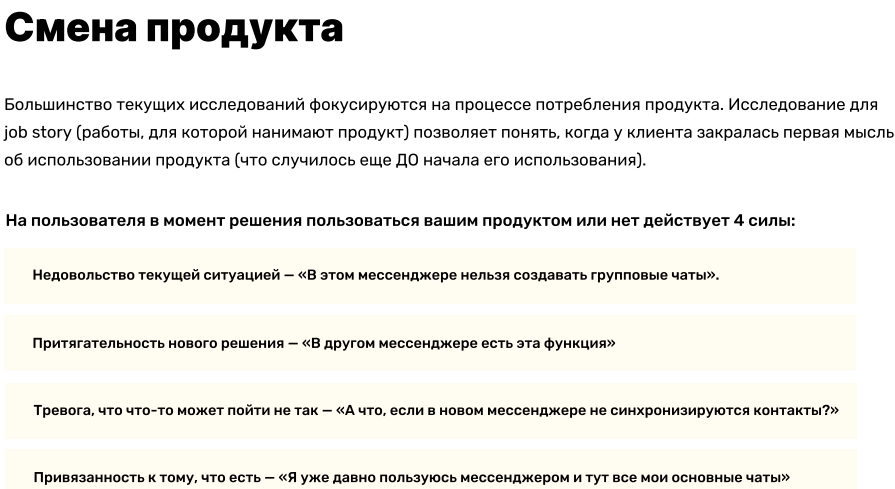 Смена продукта
Большинство текущих исследований фокусируются на процессе потребления продукта. Исследование для
job story (работы, для которой нанимают продукт) позволяет понять, когда у клиента закралась первая мысль
об использовании продукта (что случилось еще ДО начала его использования).
На пользователя в момент решения пользоваться вашим продуктом или нет действует 4 силы:
Недовольство текущей ситуацией — «В этом мессенджере нельзя создавать групповые чаты».
Притягательность нового решения — «В другом мессенджере есть эта функция»
Тревога, что что-то может пойти не так — «А что, если в новом мессенджере не синхронизируются контакты?»
Привязанность к тому, что есть — «Я уже давно пользуюсь мессенджером и тут все мои основные чаты»